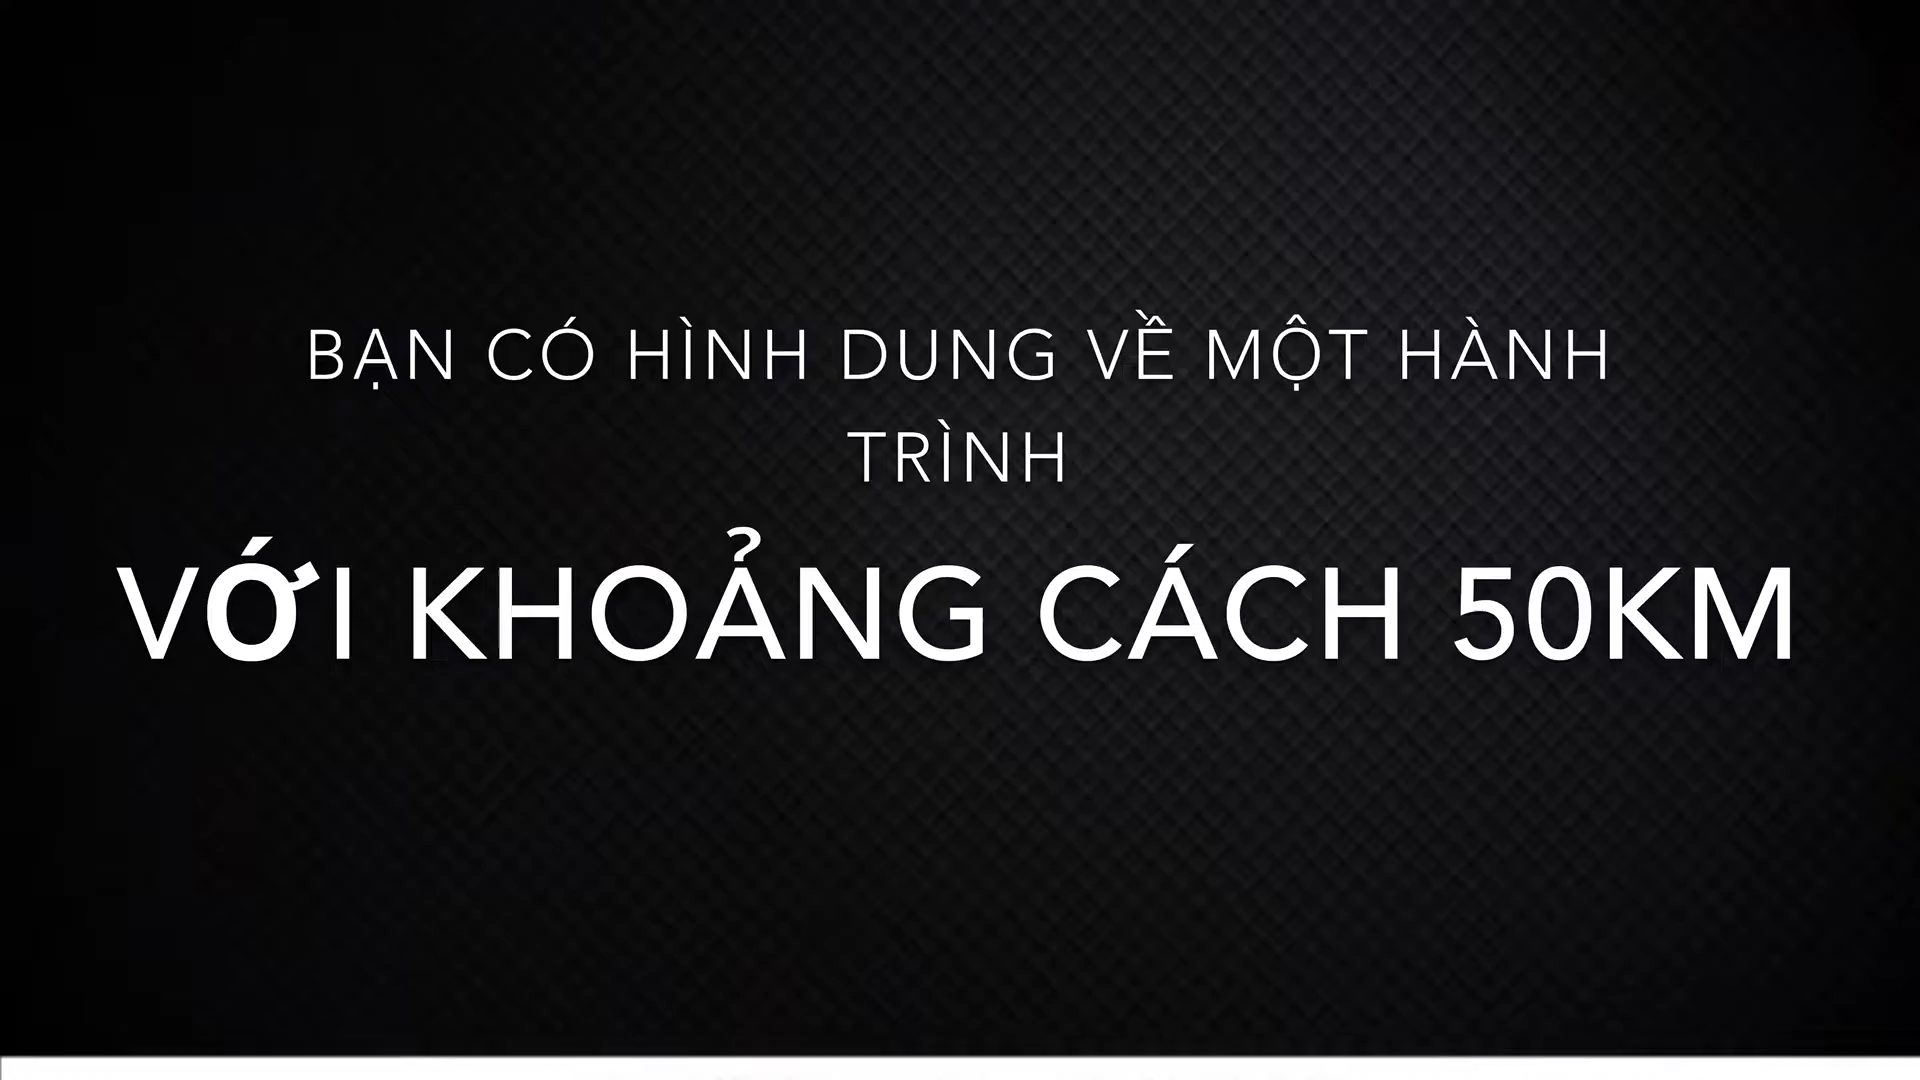 BẠN CÓ HÌNH DUNG VỀ MỘT HÀNH
TRÌNH
VỚI KHOẢNG CÁCH 50KM